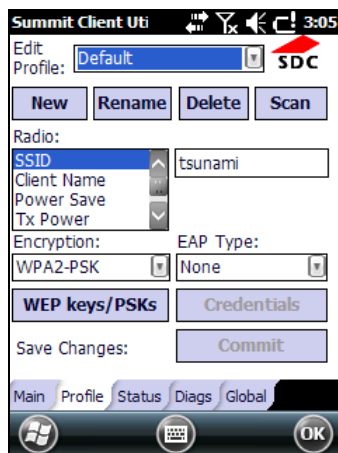 Summit Client Uti 3:05
Edit
Profile: Default
SDC
New Rename Delete Scan
Radio:
SSID tsunami
Client Name
Power Save
Tx Power
Encryption: EAP Type:
WPA2-PSK None
WEP keys/PSKs Credentials
Save Changes: Commit
Main Profile Status Diags Global
OK